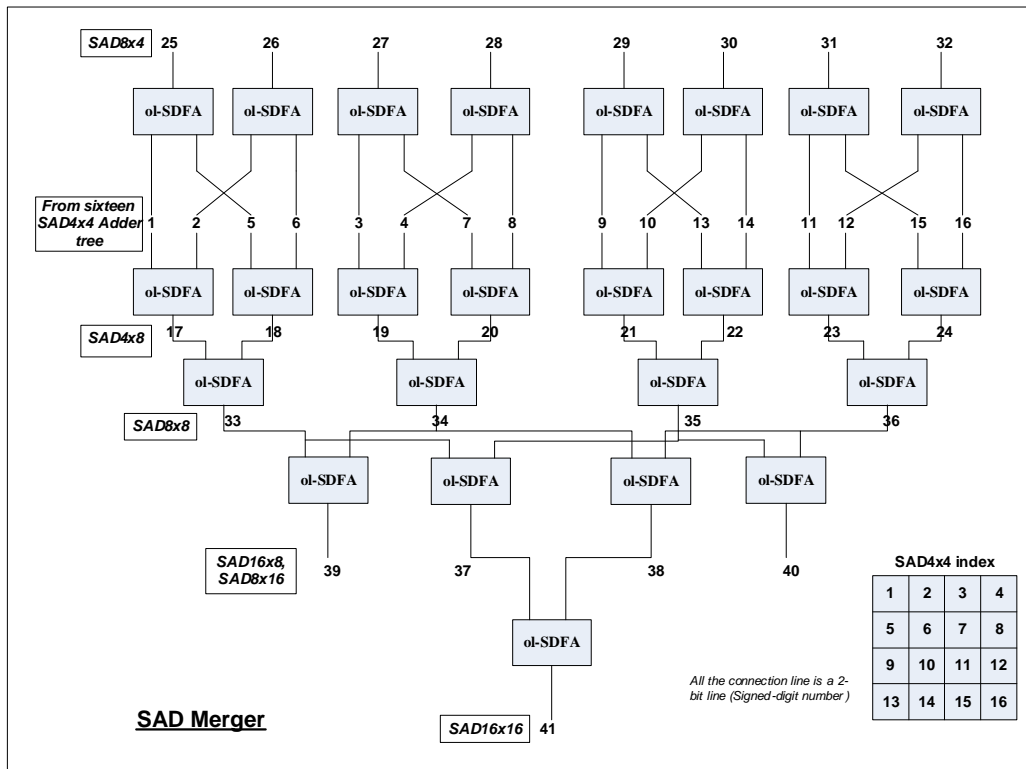 SAD8x4 25 26 27 28 29 30 31 32
ol-SDFA ol-SDFA ol-SDFA ol-SDFA ol-SDFA ol-SDFA ol-SDFA ol-SDFA
From sixteen
SAD4x4 Adder
tree
1 2 5 6 3 4 7 8 9 10 13 14 11 12 15 16
ol-SDFA ol-SDFA ol-SDFA ol-SDFA ol-SDFA ol-SDFA ol-SDFA ol-SDFA
SAD4x8 17 18 19 20 21 22 23 24
ol-SDFA ol-SDFA ol-SDFA ol-SDFA
SAD8x8 33 34 35 36
ol-SDFA ol-SDFA ol-SDFA ol-SDFA
SAD16x8,
SAD8x16
39 37 38 40
SAD4x4 index
1 2 3 4
5 6 7 8
9 10 11 12
13 14 15 16
ol-SDFA
All the connection line is a 2-
bit line (Signed-digit number )
SAD Merger
SAD16x16 41